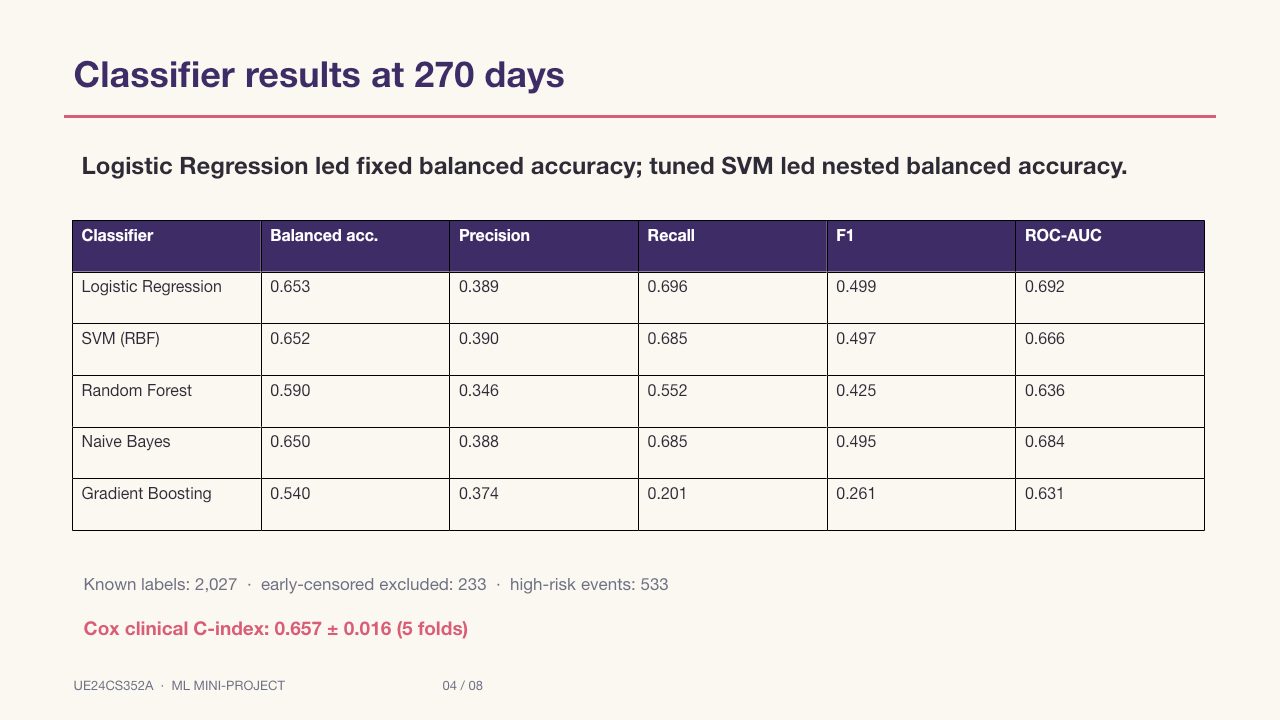 Classifier results at 270 days
Logistic Regression led fixed balanced accuracy; tuned SVM led nested balanced accuracy.
Classifier Balanced acc. Precision Recall F1 ROC-AUC
Logistic Regression 0.653 0.389 0.696 0.499 0.692
SVM (RBF) 0.652 0.390 0.685 0.497 0.666
Random Forest 0.590 0.346 0.552 0.425 0.636
Naive Bayes 0.650 0.388 0.685 0.495 0.684
Gradient Boosting 0.540 0.374 0.201 0.261 0.631
Known labels: 2,027 · early-censored excluded: 233 · high-risk events: 533
Cox clinical C-index: 0.657 ± 0.016 (5 folds)
UE24CS352A · ML MINI-PROJECT 04 / 08